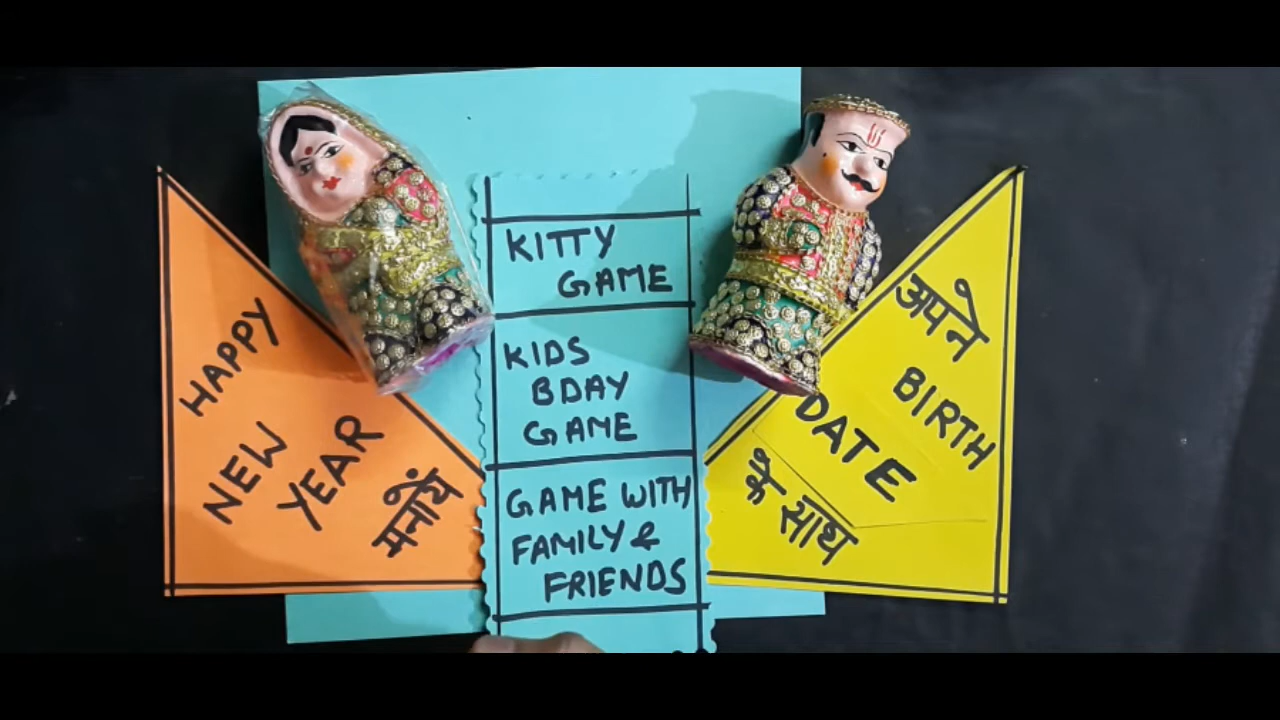 HAPPY
NEW
YEAR
मनायें
KITTY
GAME
KIDS
BDAY
GAME
GAME WITH
FAMILY &
FRIENDS
अपने
BIRTH
DATE
के साथ